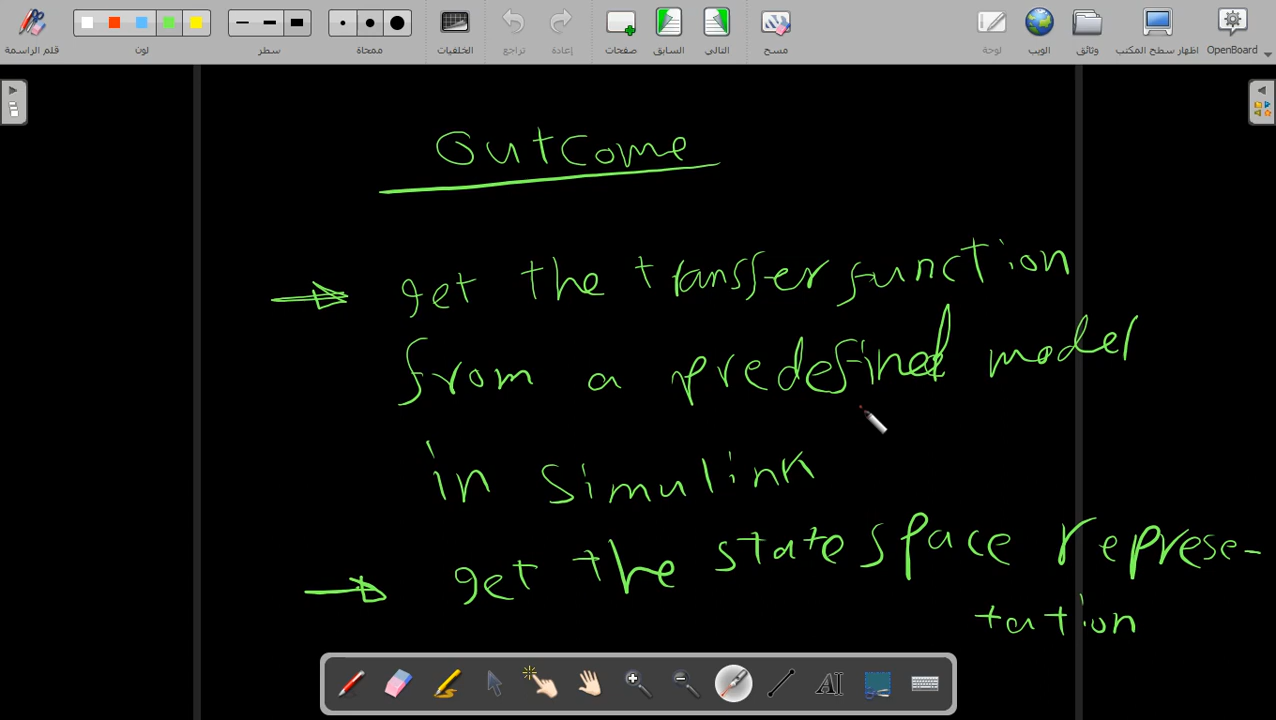 قلم الراسمة
لون
سطر
ممحاة
الخلفيات
تراجع
إعادة
صفحات
السابق
التالي
مسح
لوحة
الويب
وثائق
اظهار سطح المكتب
OpenBoard
Outcome
get the transfer function
from a predefined model
in simulink
get the state space represe-
tation
AI